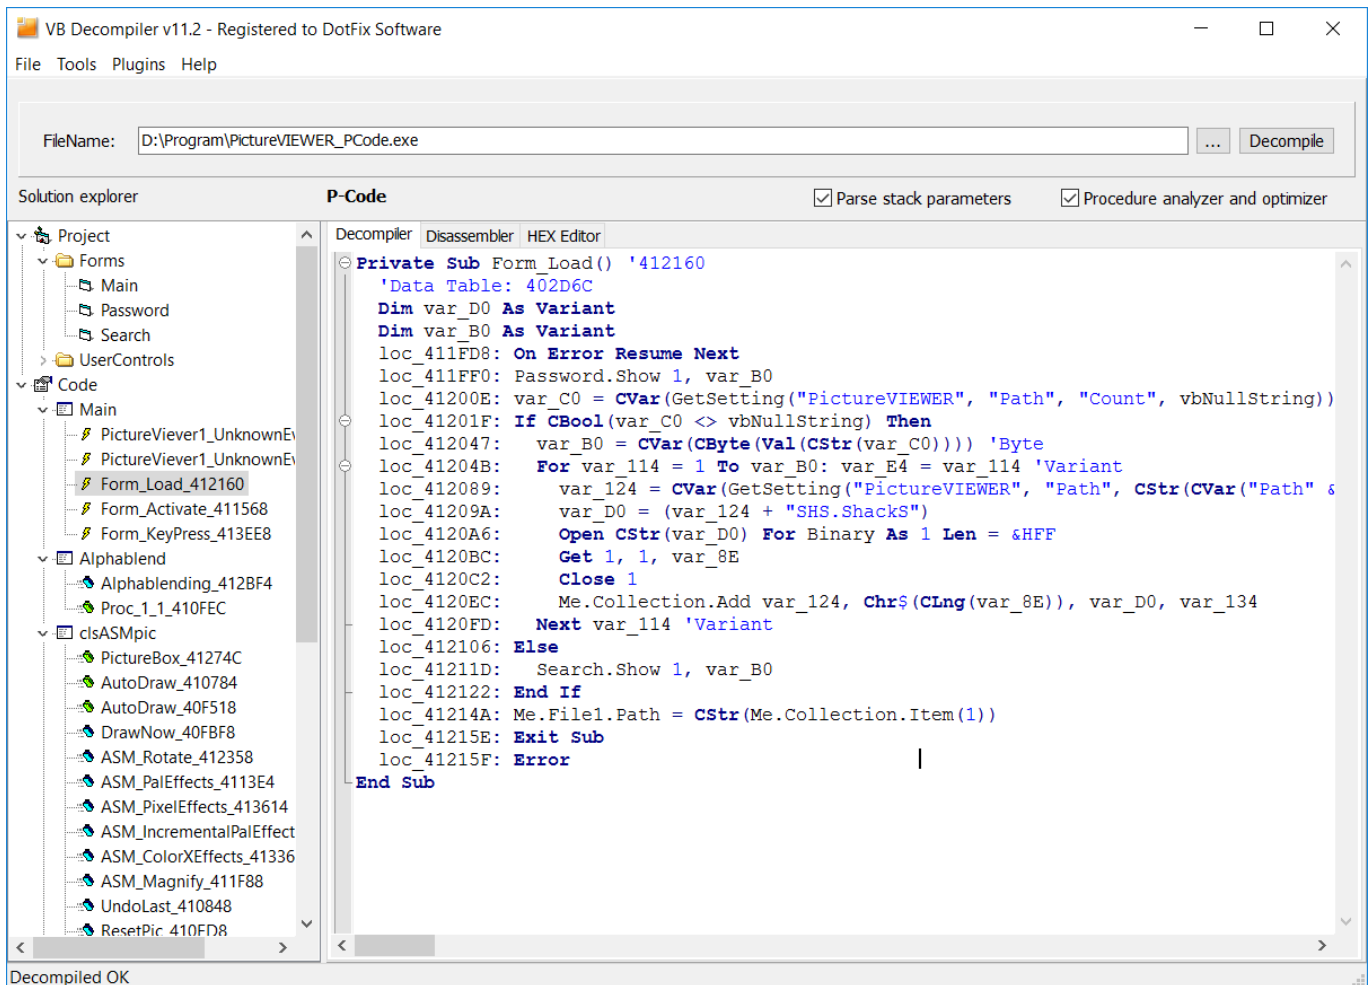 VB Decompiler v11.2 - Registered to DotFix Software
File Tools Plugins Help
FileName: D:\Program\PictureVIEWER_PCode.exe ... Decompile
Solution explorer P-Code Parse stack parameters Procedure analyzer and optimizer
Project
Forms
Main
Password
Search
UserControls
Code
Main
PictureViever1_UnknownEv
PictureViever1_UnknownEv
Form_Load_412160
Form_Activate_411568
Form_KeyPress_413EE8
Alphablend
Alphablending_412BF4
Proc_1_1_410FEC
clsASMpic
PictureBox_41274C
AutoDraw_410784
AutoDraw_40F518
DrawNow_40FBF8
ASM_Rotate_412358
ASM_PalEffects_4113E4
ASM_PixelEffects_413614
ASM_IncrementalPalEffect
ASM_ColorXEffects_41336
ASM_Magnify_411F88
UndoLast_410848
ResetPic_410FD8
Decompiler Disassembler HEX Editor
Private Sub Form_Load() '412160
'Data Table: 402D6C
Dim var_D0 As Variant
Dim var_B0 As Variant
loc_411FD8: On Error Resume Next
loc_411FF0: Password.Show 1, var_B0
loc_41200E: var_C0 = CVar(GetSetting("PictureVIEWER", "Path", "Count", vbNullString))
loc_41201F: If CBool(var_C0 <> vbNullString) Then
loc_412047: var_B0 = CVar(CByte(Val(CStr(var_C0)))) 'Byte
loc_41204B: For var_114 = 1 To var_B0: var_E4 = var_114 'Variant
loc_412089: var_124 = CVar(GetSetting("PictureVIEWER", "Path", CStr(CVar("Path" &
loc_41209A: var_D0 = (var_124 + "SHS.ShackS")
loc_4120A6: Open CStr(var_D0) For Binary As 1 Len = &HFF
loc_4120BC: Get 1, 1, var_8E
loc_4120C2: Close 1
loc_4120EC: Me.Collection.Add var_124, Chr$(CLng(var_8E)), var_D0, var_134
loc_4120FD: Next var_114 'Variant
loc_412106: Else
loc_41211D: Search.Show 1, var_B0
loc_412122: End If
loc_41214A: Me.File1.Path = CStr(Me.Collection.Item(1))
loc_41215E: Exit Sub
loc_41215F: Error
End Sub
Decompiled OK